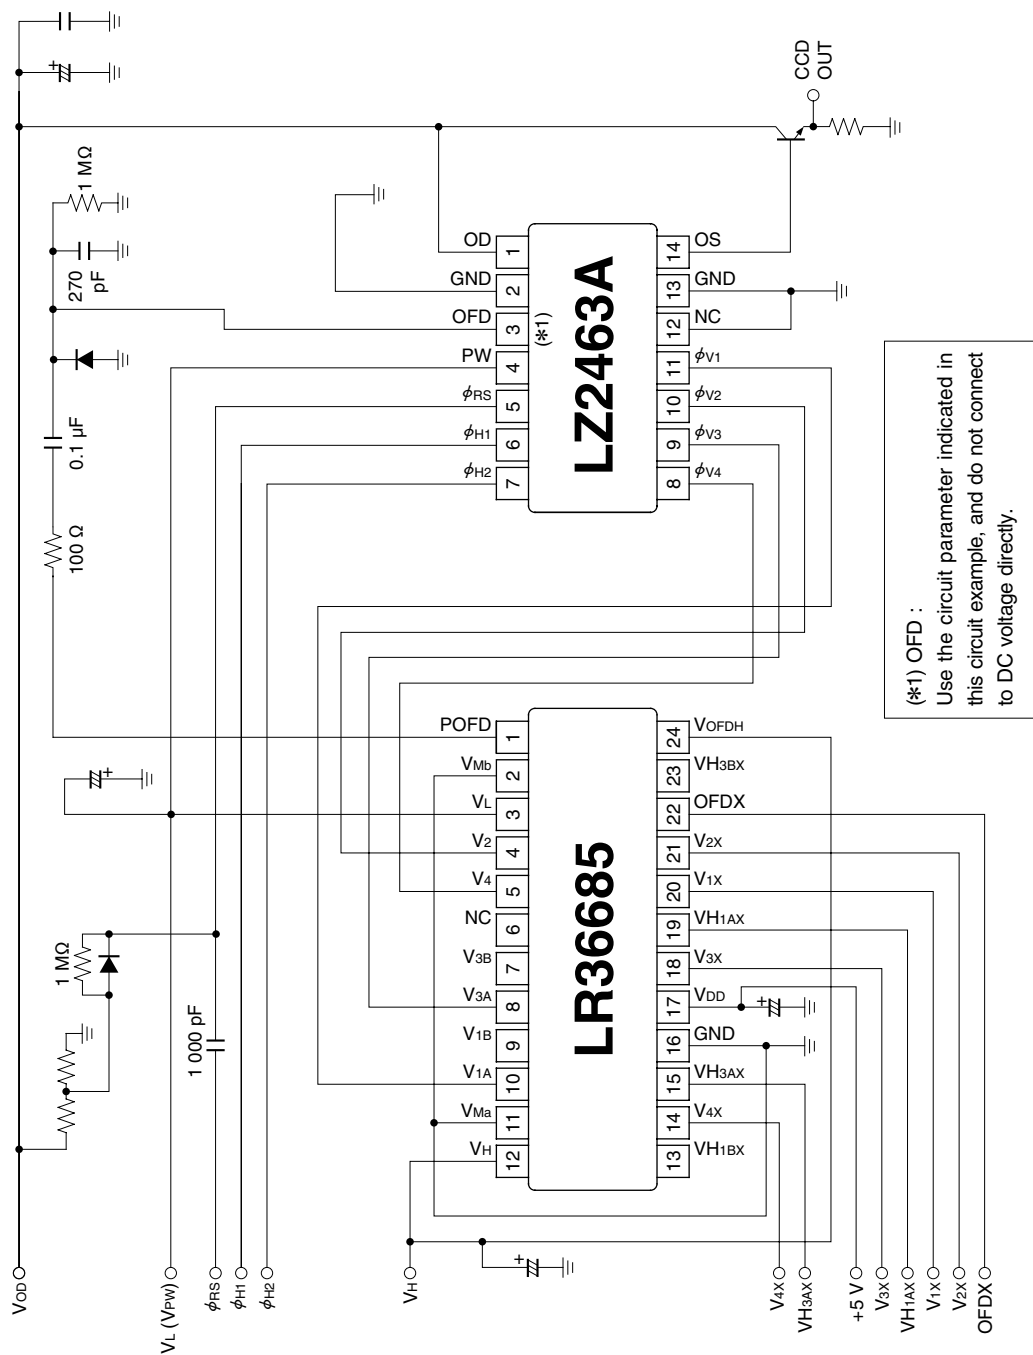 VOD
VL (VPW)
ϕRS
ϕH1
ϕH2
VH
V4X
VH3AX
+5 V
V3X
VH1AX
V1X
V2X
OFDX
+
1 MΩ
1 000 pF
+
100 Ω
0.1 µF
270
pF
1 MΩ
+
+
+
CCD
OUT
LR36685
VH
VMa
V1A
V1B
V3A
V3B
NC
V4
V2
VL
VMb
POFD
12
11
10
9
8
7
6
5
4
3
2
1
13
14
15
16
17
18
19
20
21
22
23
24
VH1BX
V4X
VH3AX
GND
VDD
V3X
VH1AX
V1X
V2X
OFDX
VH3BX
VOFDH
LZ2463A
ϕH2
ϕH1
ϕRS
PW
OFD
GND
OD
7
6
5
4
3
2
1
(*1)
8
9
10
11
12
13
14
ϕV4
ϕV3
ϕV2
ϕV1
NC
GND
OS
(*1) OFD :
Use the circuit parameter indicated in
this circuit example, and do not connect
to DC voltage directly.